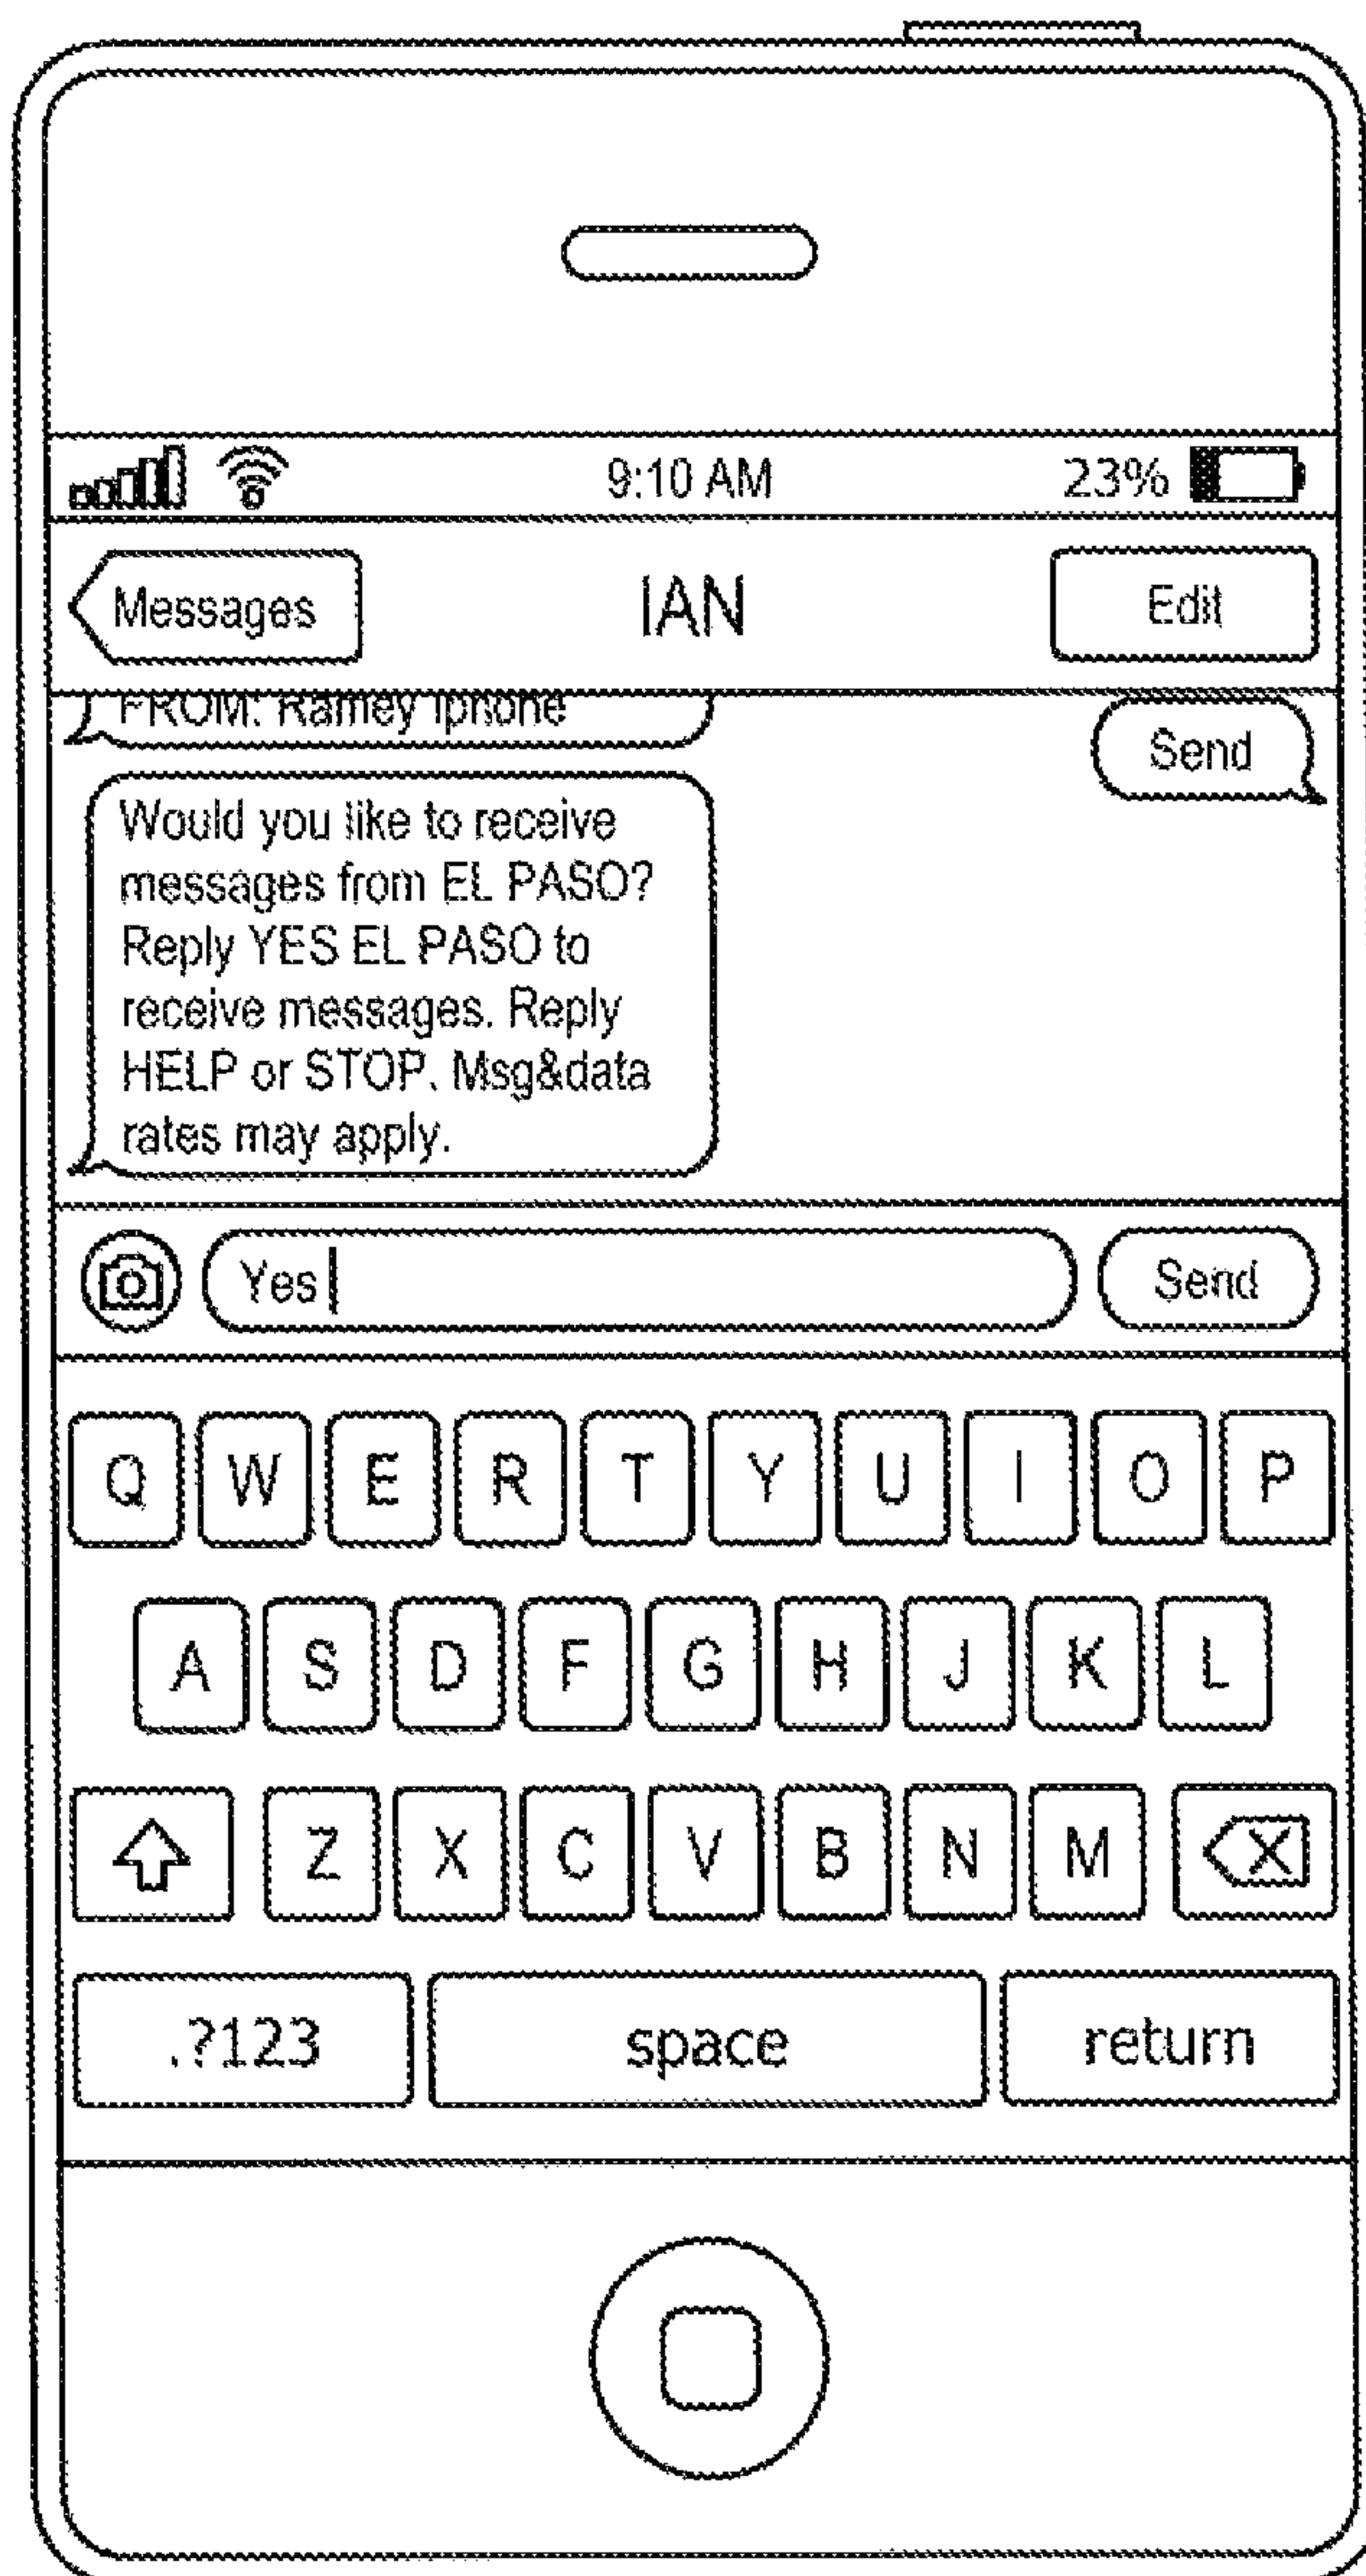 9:10 AM 23%
Messages IAN Edit
FROM: Ramey Iphone
Send
Would you like to receive
messages from EL PASO?
Reply YES EL PASO to
receive messages. Reply
HELP or STOP. Msg&data
rates may apply.
Yes Send
Q W E R T Y U I O P
A S D F G H J K L
Z X C V B N M
.?123 space return